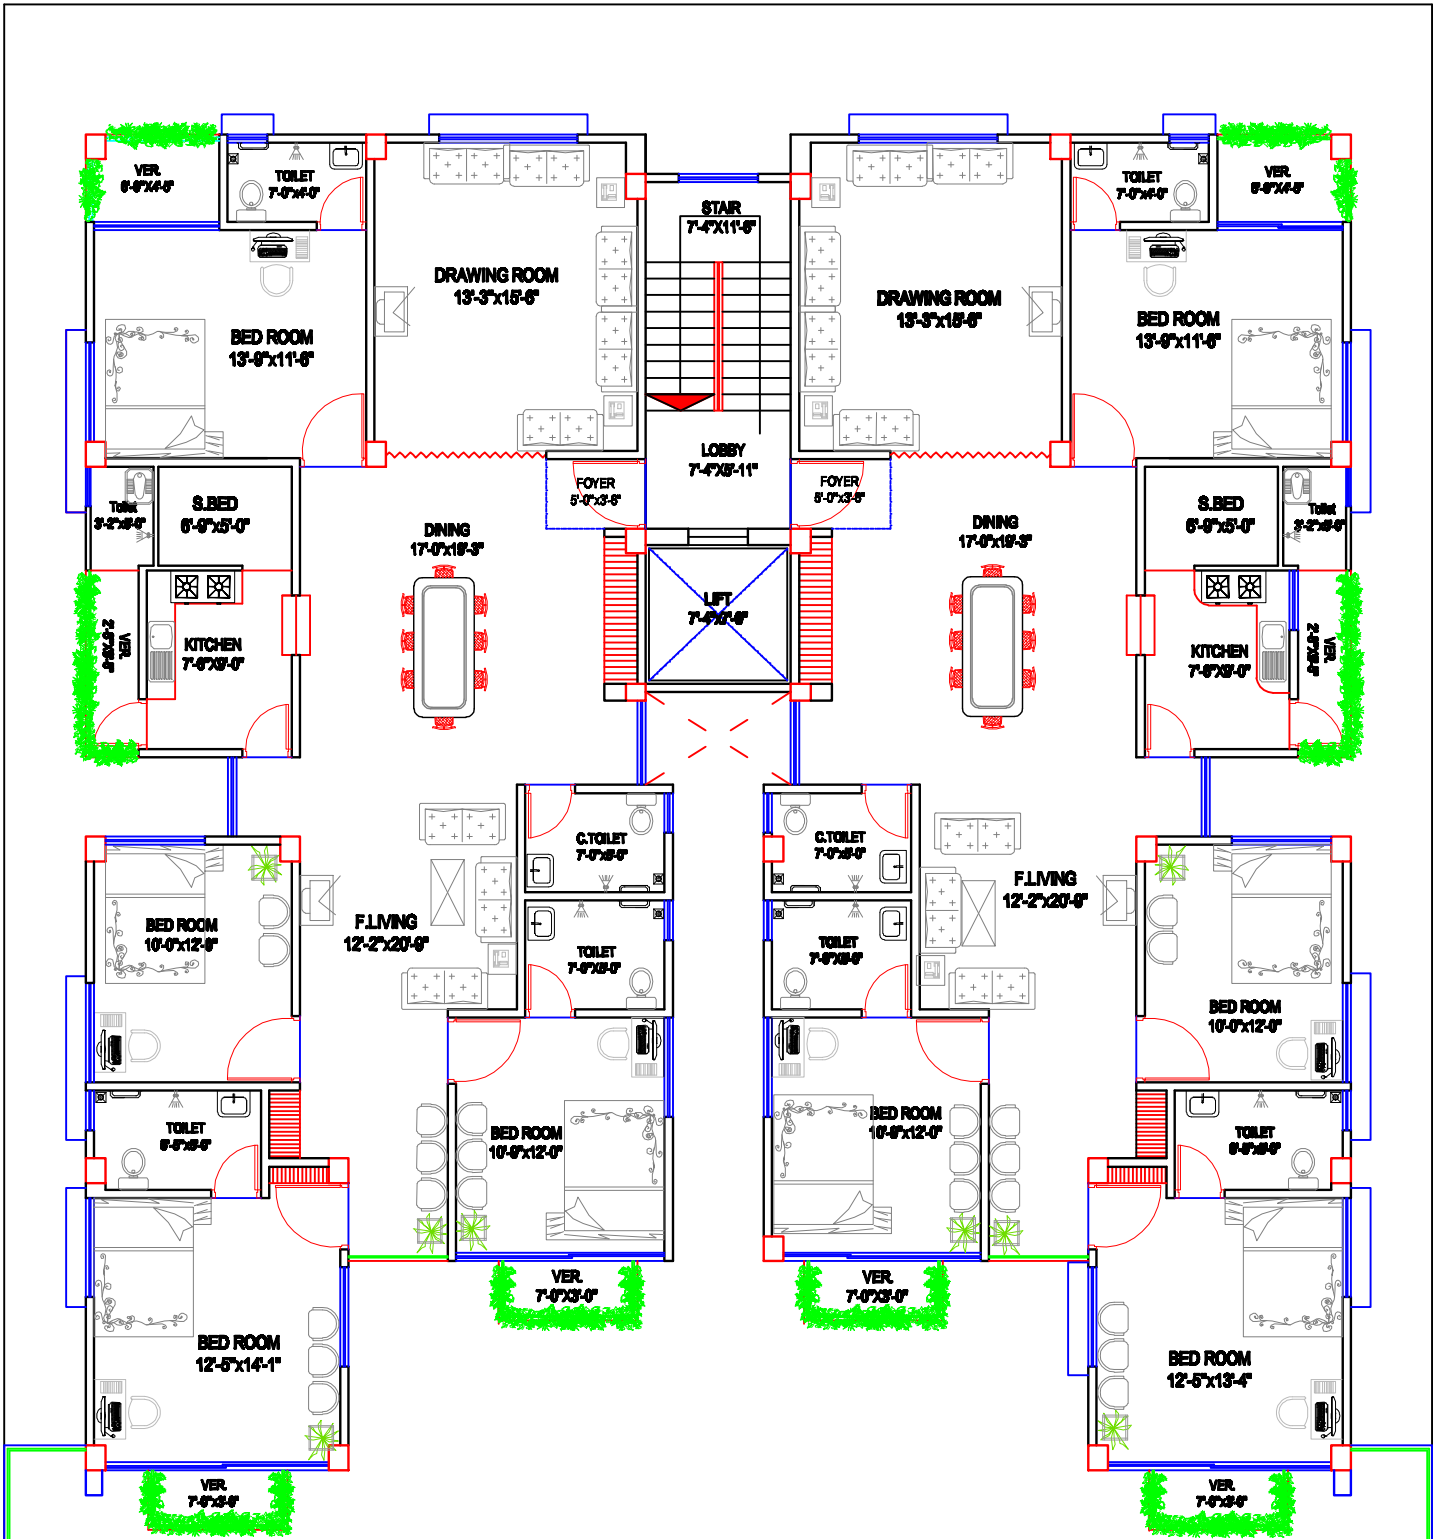 VER.
6'-9"X4'-5"
TOILET
7'-0"x4'-0"
STAIR
7'-4"X11'-6"
TOILET
7'-0"x4'-0"
VER.
6'-9"X4'-5"
DRAWING ROOM
13'-3"x15'-6"
DRAWING ROOM
13'-3"x15'-6"
BED ROOM
13'-9"x11'-6"
BED ROOM
13'-9"x11'-6"
LOBBY
7'-4"X5'-11"
FOYER
5'-0"x3'-6"
FOYER
5'-0"x3'-6"
Toilet
S.BED
6'-9"x5'-0"
S.BED
6'-9"x5'-0"
Toilet
DINING
17'-0"x19'-3"
DINING
17'-0"x19'-3"
LIFT
VER.
KITCHEN
7'-6"X9'-0"
KITCHEN
7'-6"X9'-0"
VER.
C.TOILET
C.TOILET
F.LIVING
12'-2"x20'-9"
F.LIVING
12'-2"x20'-9"
BED ROOM
TOILET
TOILET
BED ROOM
10'-0"x12'-0"
TOILET
BED ROOM
10'-9"x12'-0"
BED ROOM
10'-9"x12'-0"
TOILET
VER.
7'-0"X3'-0"
VER.
7'-0"X3'-0"
BED ROOM
12'-5"x14'-1"
BED ROOM
12'-5"x13'-4"
VER.
VER.